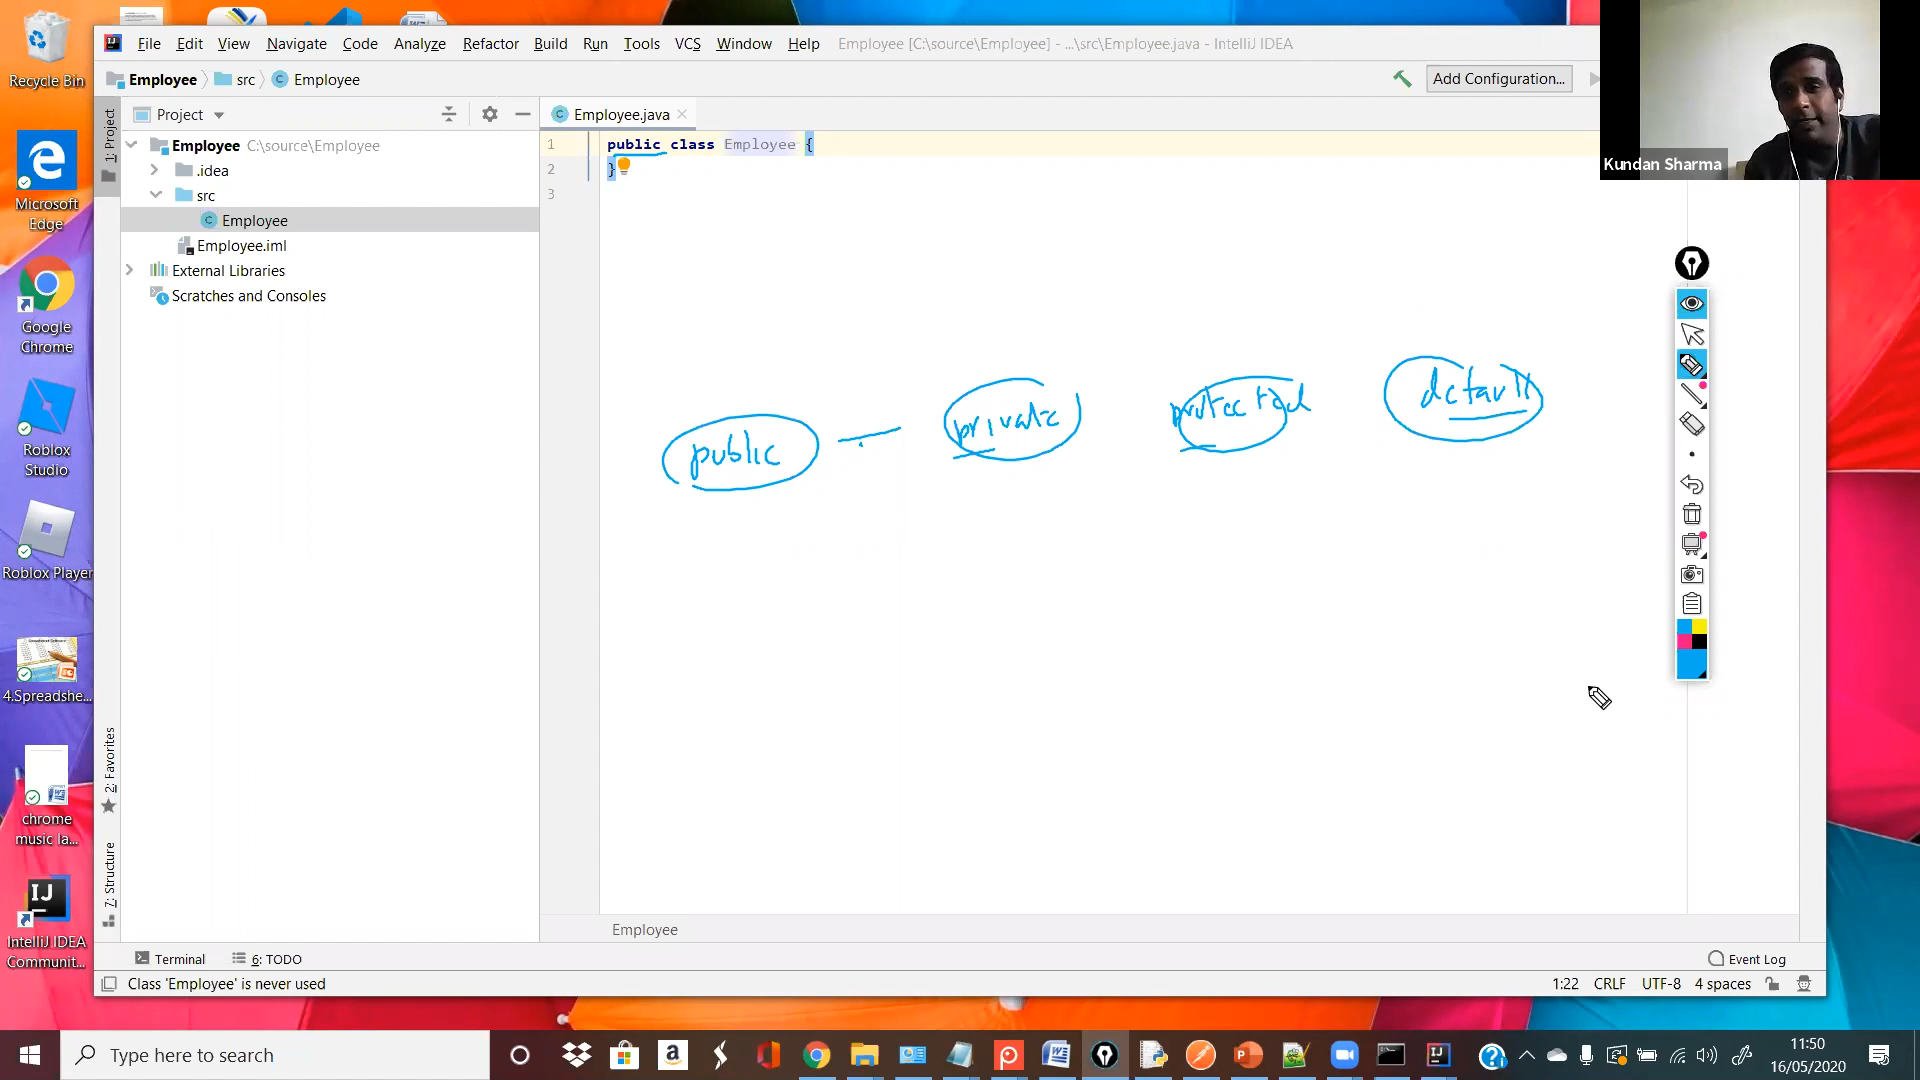 Recycle Bin
Microsoft
Edge
Google
Chrome
Roblox
Studio
Roblox Player
4.Spreadshe...
chrome
music la...
IntelliJ IDEA
Communit...
File Edit View Navigate Code Analyze Refactor Build Run Tools VCS Window Help Employee [C:\source\Employee] - ...\src\Employee.java - IntelliJ IDEA
Employee src Employee
Add Configuration...
Kundan Sharma
1: Project
Project
Employee C:\source\Employee
.idea
src
Employee
Employee.iml
External Libraries
Scratches and Consoles
2: Favorites
7: Structure
Employee.java
1 public class Employee {
2 }
3
public private protected default
Employee
Terminal 6: TODO
Event Log
Class 'Employee' is never used
1:22 CRLF UTF-8 4 spaces
Type here to search
11:50
16/05/2020